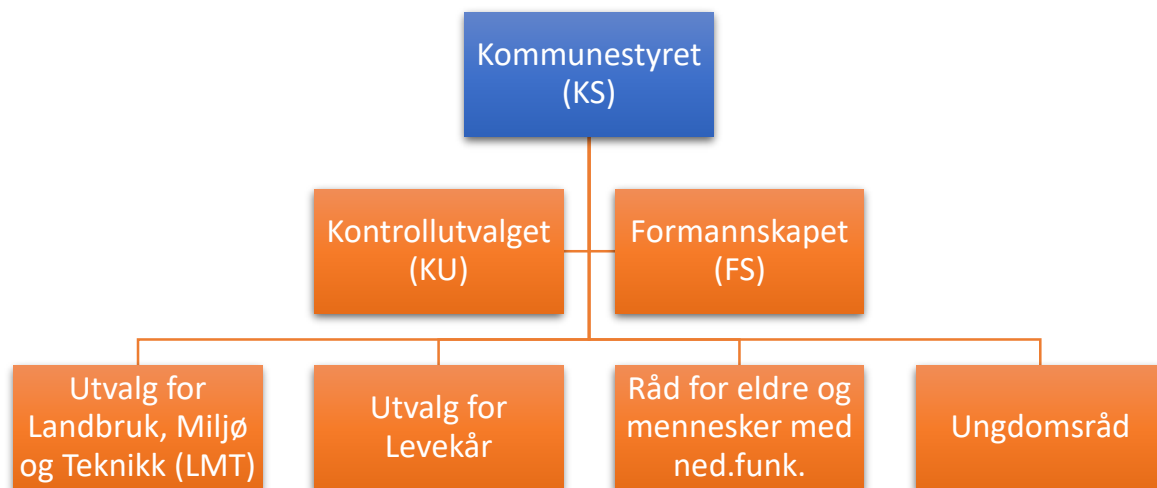 Kommunestyret
(KS)
Kontrollutvalget
(KU)
Formannskapet
(FS)
Utvalg for
Landbruk, Miljø
og Teknikk (LMT)
Utvalg for
Levekår
Råd for eldre og
mennesker med
ned.funk.
Ungdomsråd